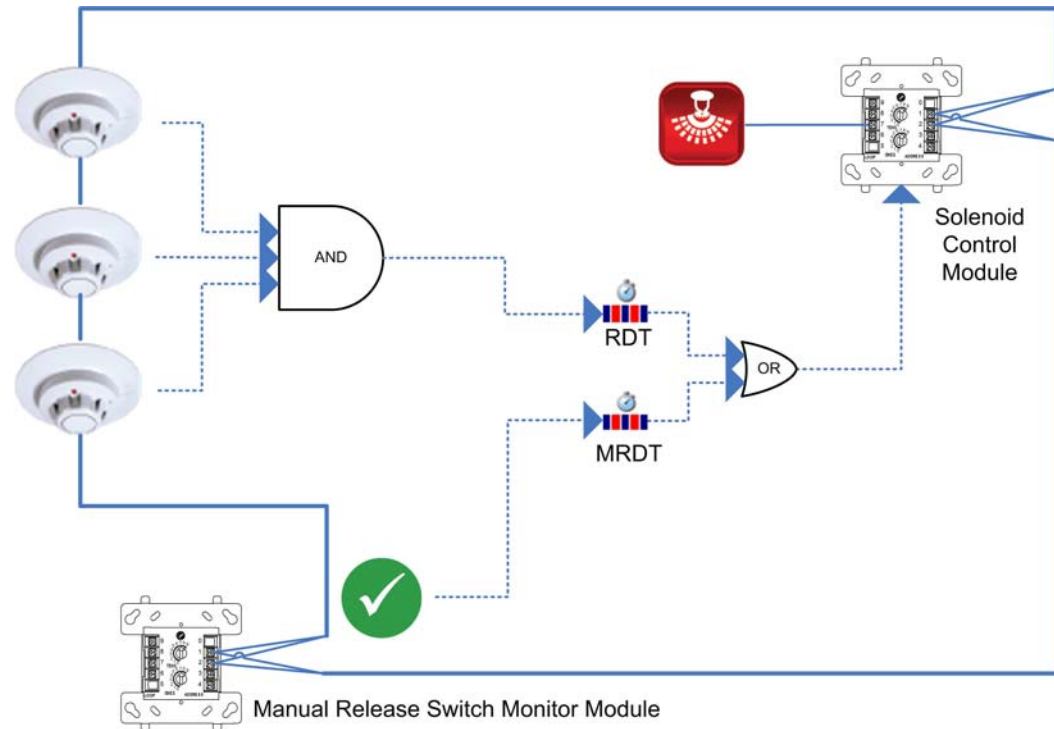 AND
RDT
MRDT
OR
Solenoid
Control
Module
Manual Release Switch Monitor Module